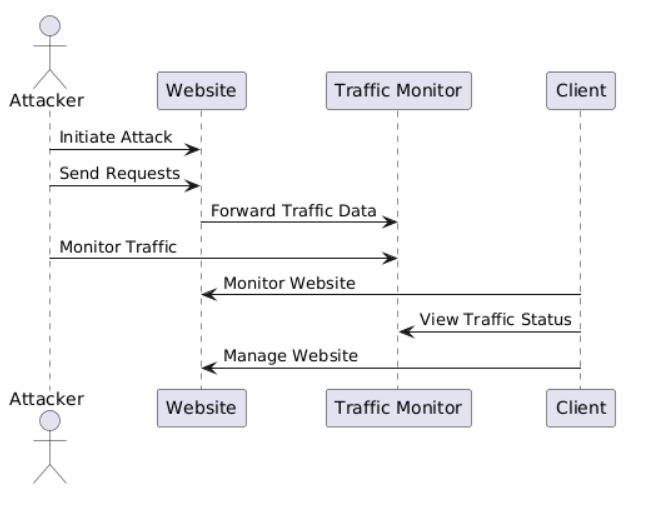 Attacker
Website
Traffic Monitor
Client
Initiate Attack
Send Requests
Forward Traffic Data
Monitor Traffic
Monitor Website
View Traffic Status
Manage Website
Attacker
Website
Traffic Monitor
Client